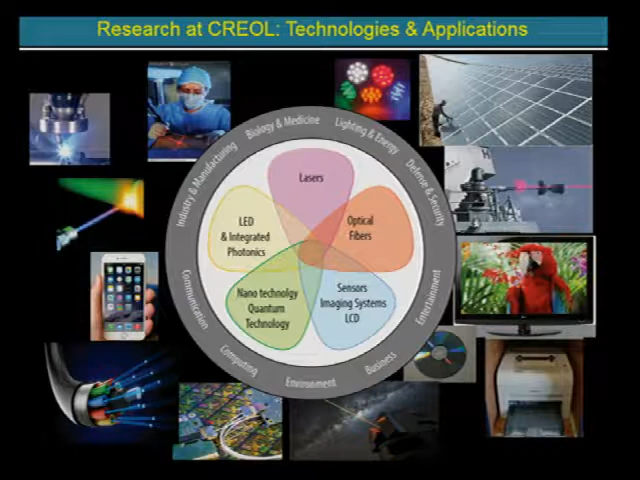 Research at CREOL: Technologies & Applications
Biology & Medicine
Lighting & Energy
Industry & Manufacturing
Defense & Security
Lasers
LED
& Integrated
Photonics
Optical
Fibers
Nano technolgy
Quantum
Technology
Sensors
Imaging Systems
LCD
Communication
Entertainment
Computing
Environment
Business